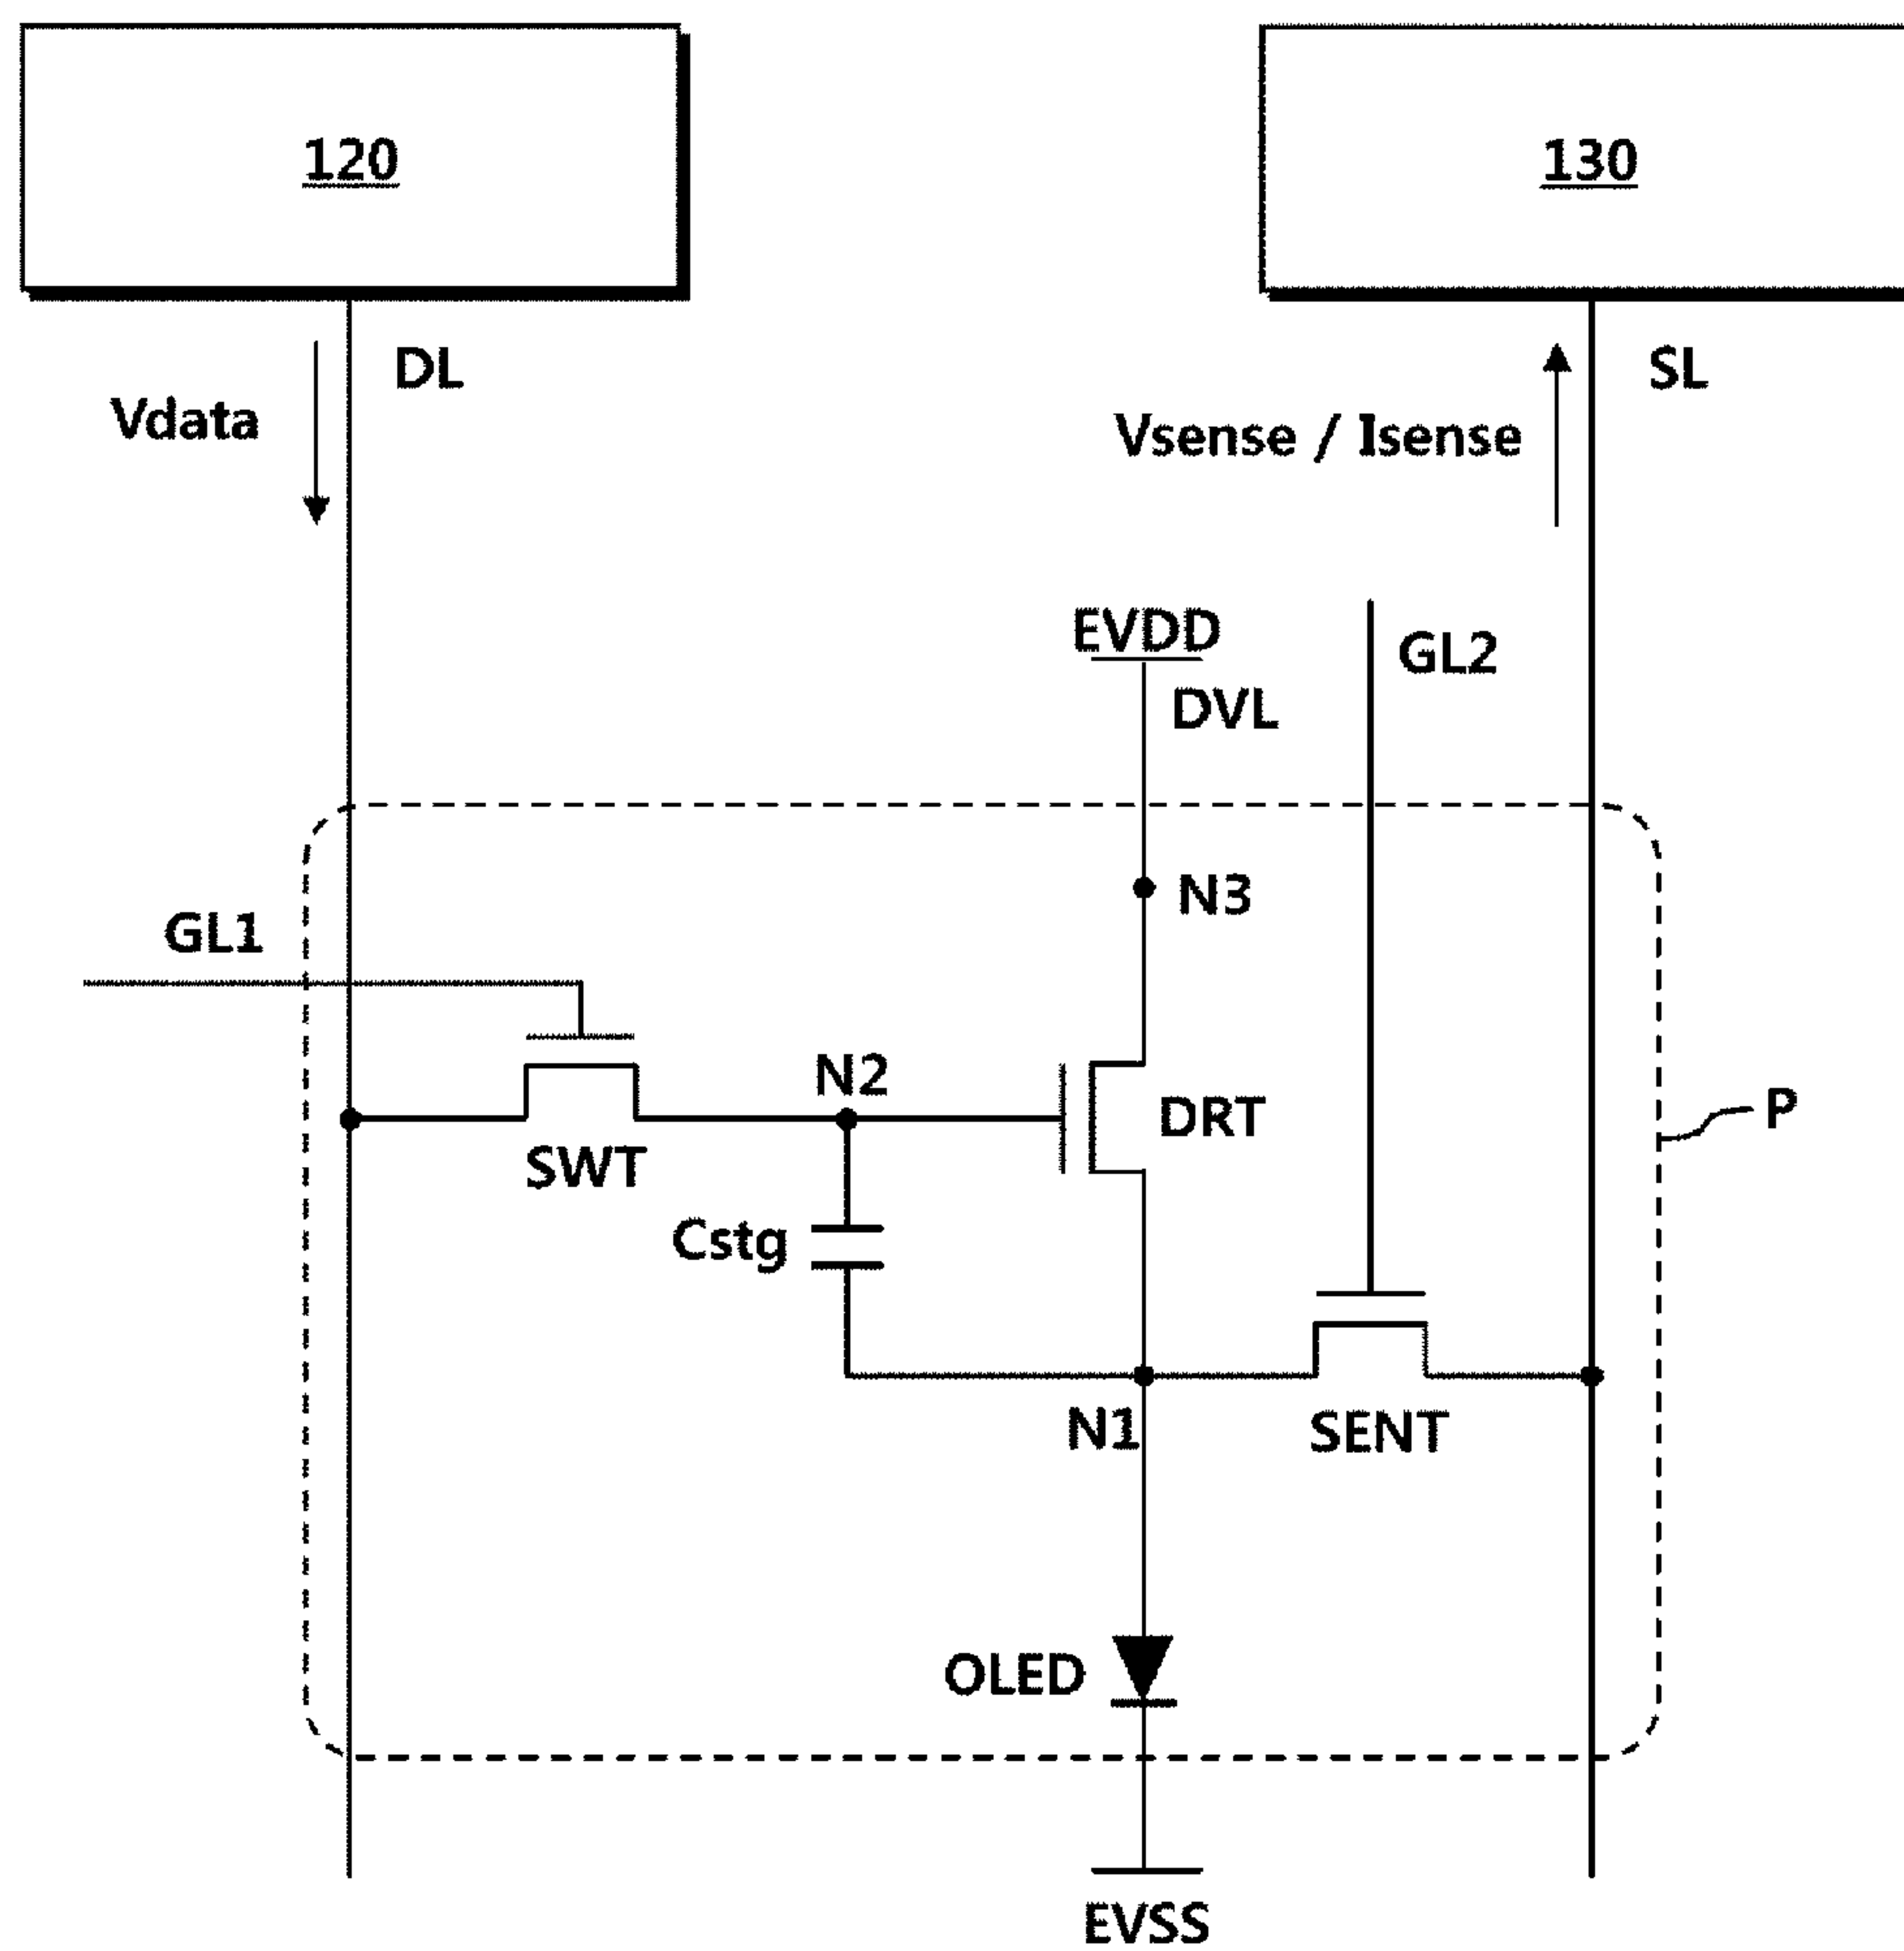 120
130
DL
SL
Vdata
Vsense / Isense
EVDD
GL2
DVL
N3
GL1
N2
DRT
P
SWT
Cstg
N1
SENT
OLED
EVSS